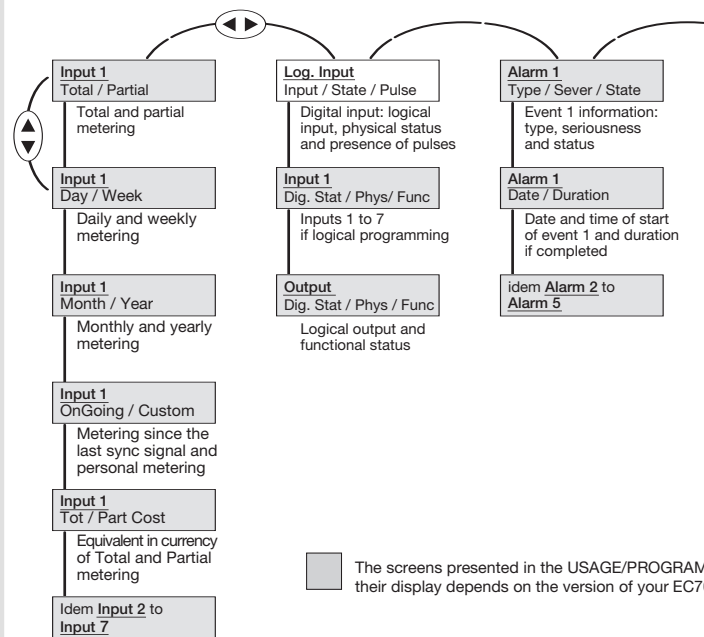 Input 1
Total / Partial
Total and partial
metering
Input 1
Day / Week
Daily and weekly
metering
Input 1
Month / Year
Monthly and yearly
metering
Input 1
OnGoing / Custom
Metering since the
last sync signal and
personal metering
Input 1
Tot / Part Cost
Equivalent in currency
of Total and Partial
metering
Idem Input 2 to
Input 7
Log. Input
Input / State / Pulse
Digital input: logical
input, physical status
and presence of pulses
Input 1
Dig. Stat / Phys/ Func
Inputs 1 to 7
if logical programming
Output
Dig. Stat / Phys / Func
Logical output and
functional status
Alarm 1
Type / Sever / State
Event 1 information:
type, seriousness
and status
Alarm 1
Date / Duration
Date and time of start
of event 1 and duration
if completed
idem Alarm 2 to
Alarm 5
The screens presented in the USAGE/PROGRAM
their display depends on the version of your EC7